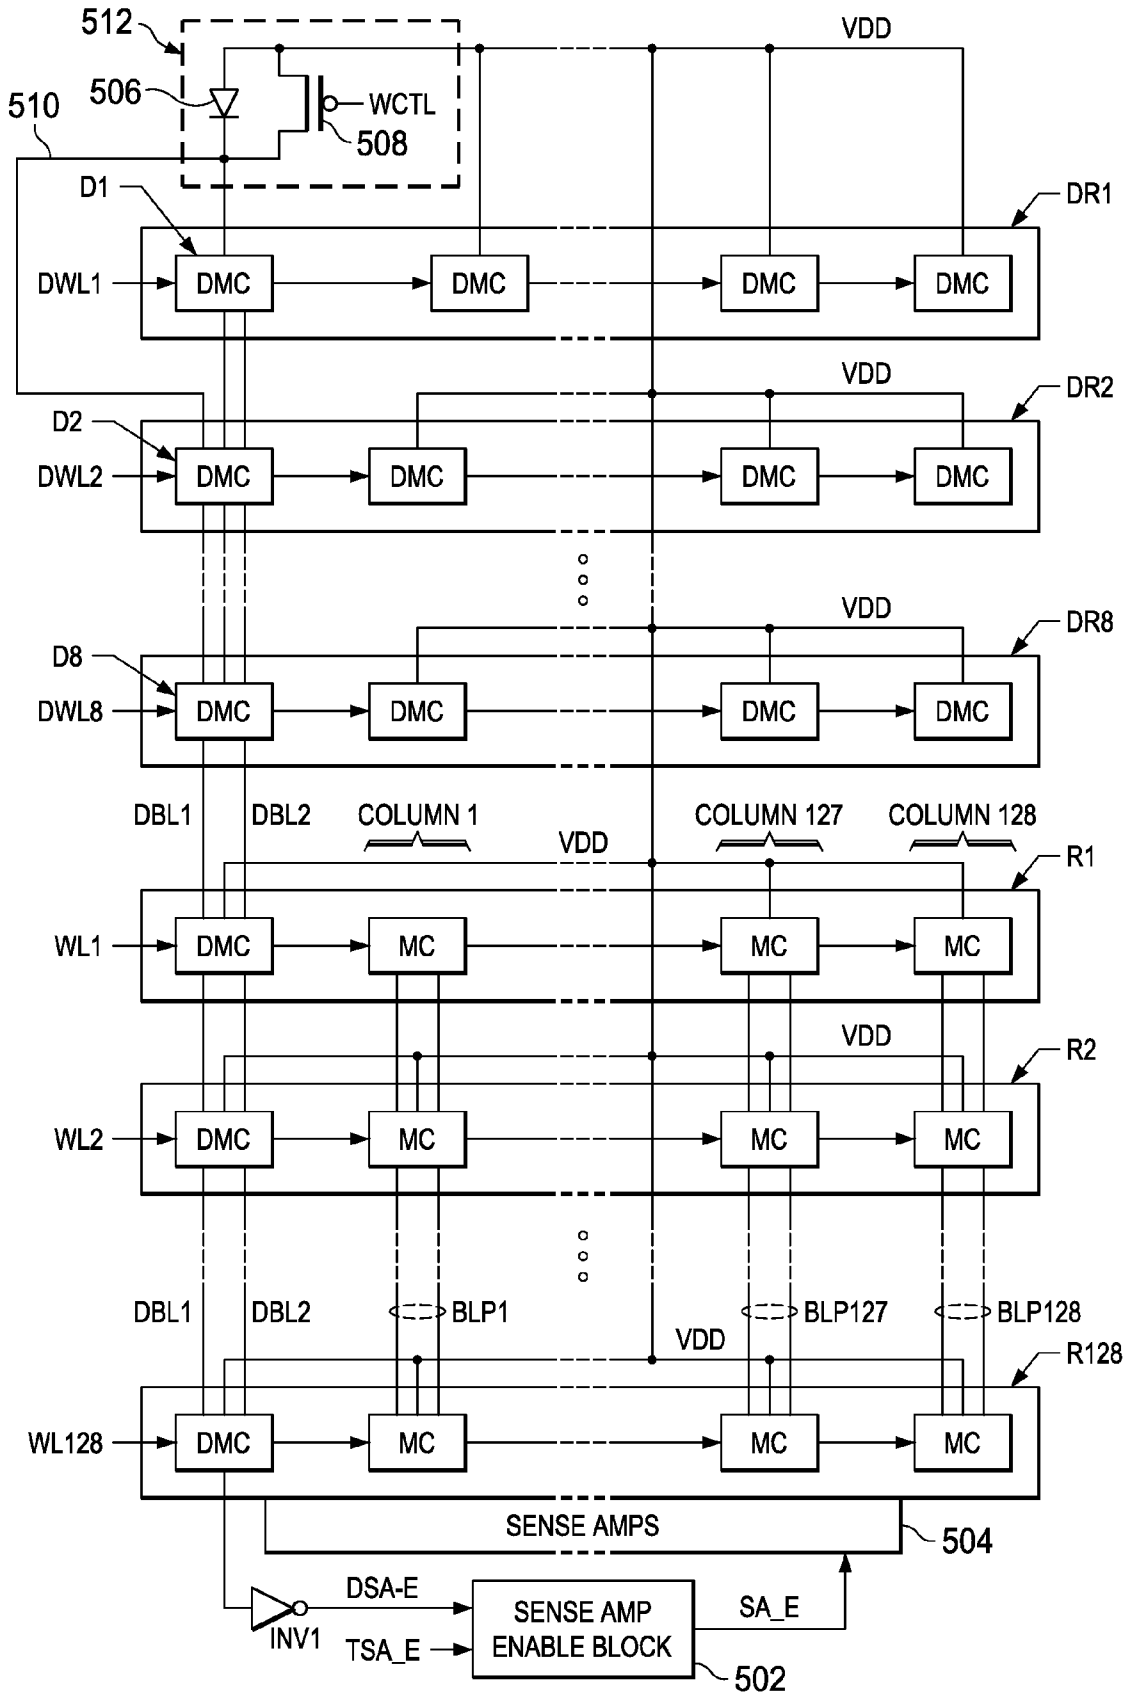 512
VDD
506
WCTL
510
508
D1
DR1
DWL1
DMC
DMC
DMC
DMC
VDD
DR2
D2
DWL2
DMC
DMC
DMC
DMC
VDD
DR8
D8
DWL8
DMC
DMC
DMC
DMC
DBL1
DBL2
COLUMN 1
COLUMN 127
COLUMN 128
VDD
R1
WL1
DMC
MC
MC
MC
VDD
R2
WL2
DMC
MC
MC
MC
DBL1
DBL2
BLP1
BLP127
BLP128
VDD
R128
WL128
DMC
MC
MC
MC
SENSE AMPS
504
DSA-E
INV1
TSA_E
SENSE AMP
ENABLE BLOCK
SA_E
502